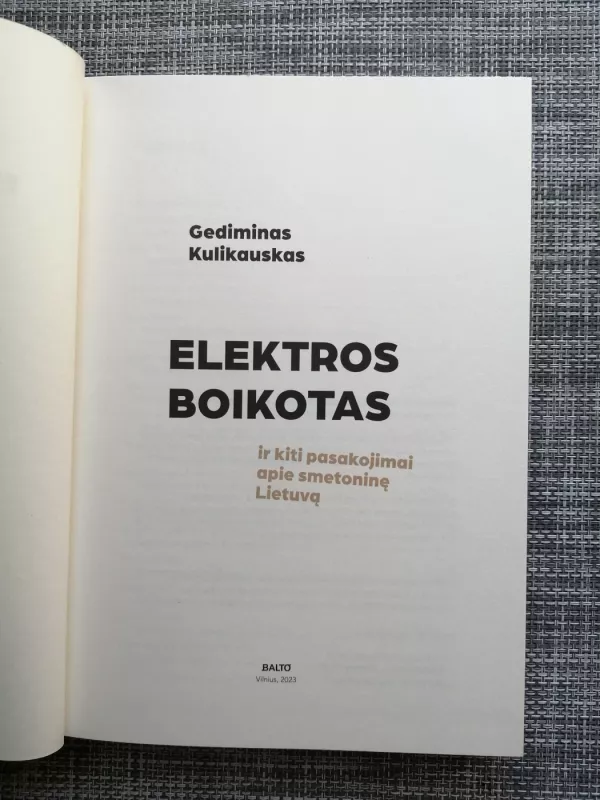 Gediminas
Kulikauskas
ELEKTROS
BOIKOTAS
ir kiti pasakojimai
apie smetoninę
Lietuvą
BALTO
Vilnius, 2023